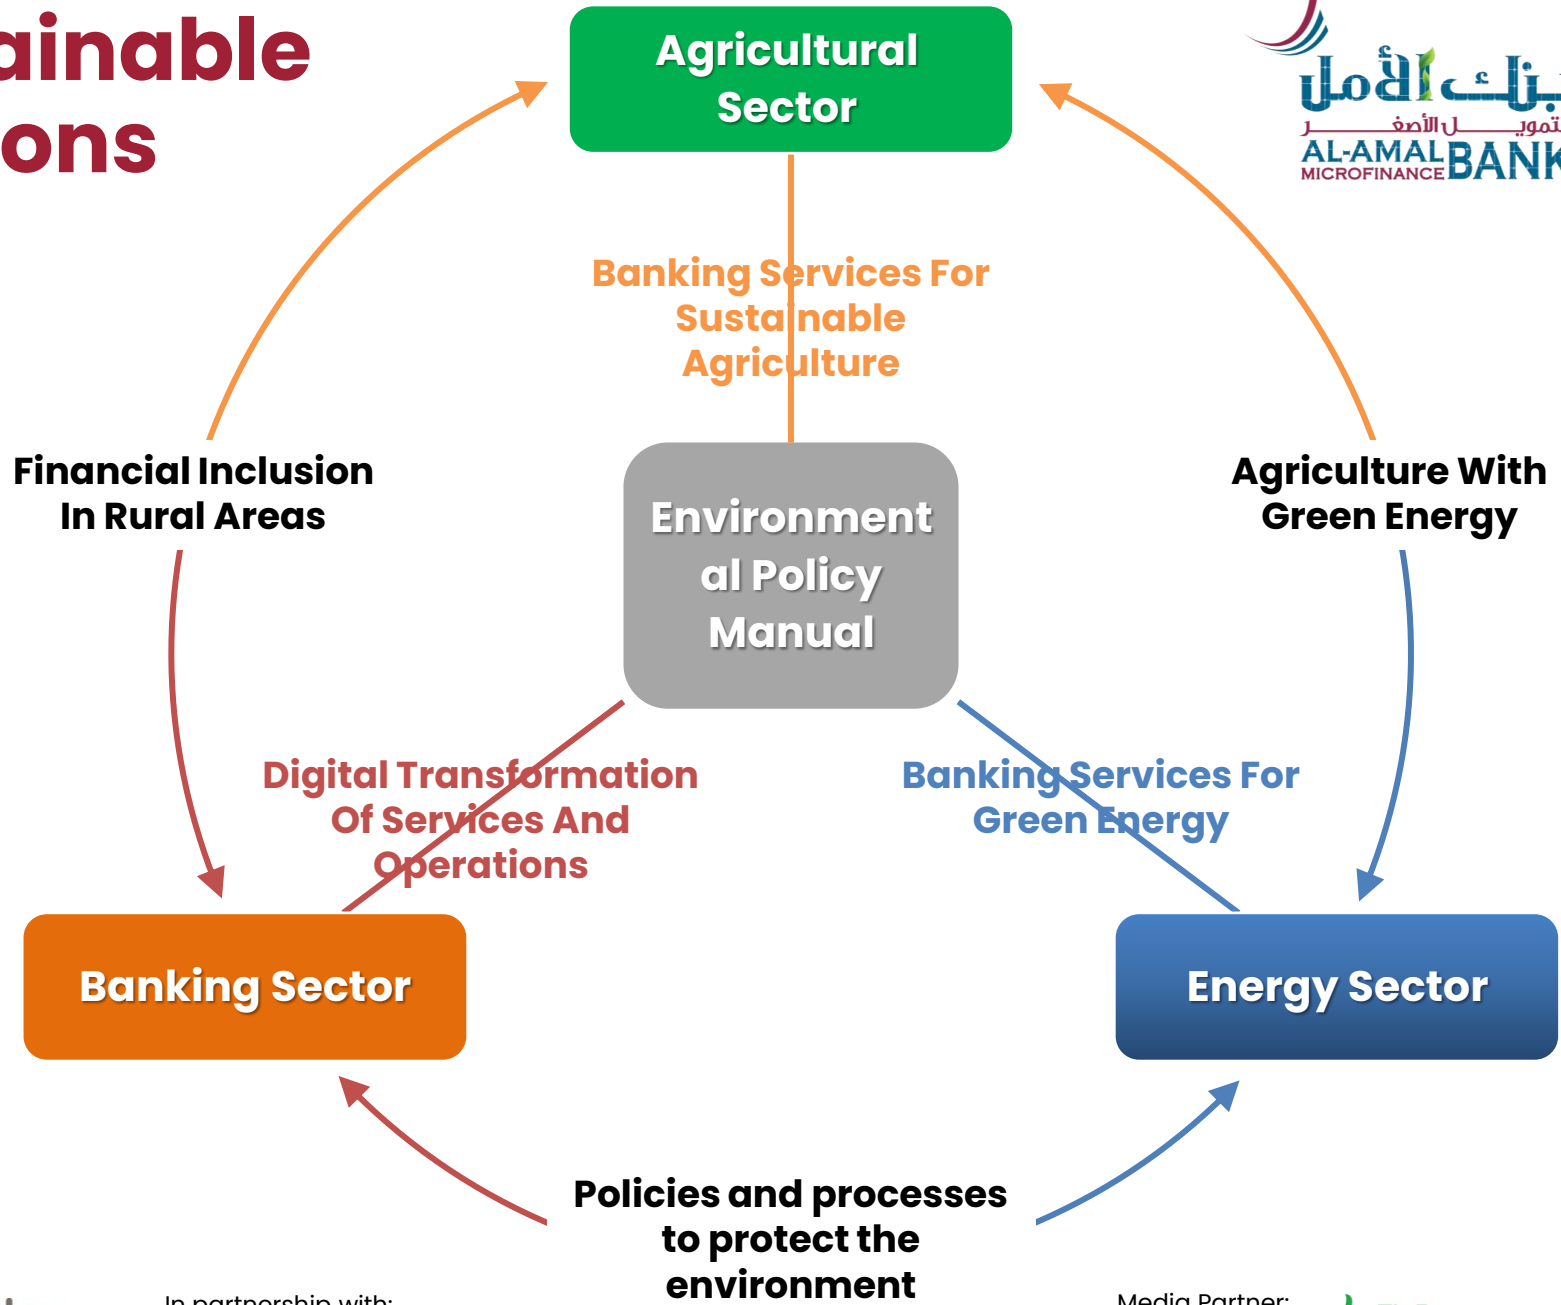 ainable
ons
Agricultural
Sector
بنك الأمل
للتمويل الأصغر
AL-AMAL
MICROFINANCE
BANK
Banking Services For
Sustainable
Agriculture
Financial Inclusion
In Rural Areas
Agriculture With
Green Energy
Environment
al Policy
Manual
Digital Transformation
Of Services And
Operations
Banking Services For
Green Energy
Banking Sector
Energy Sector
Policies and processes
to protect the
environment
In partnership with:
Media Partner: